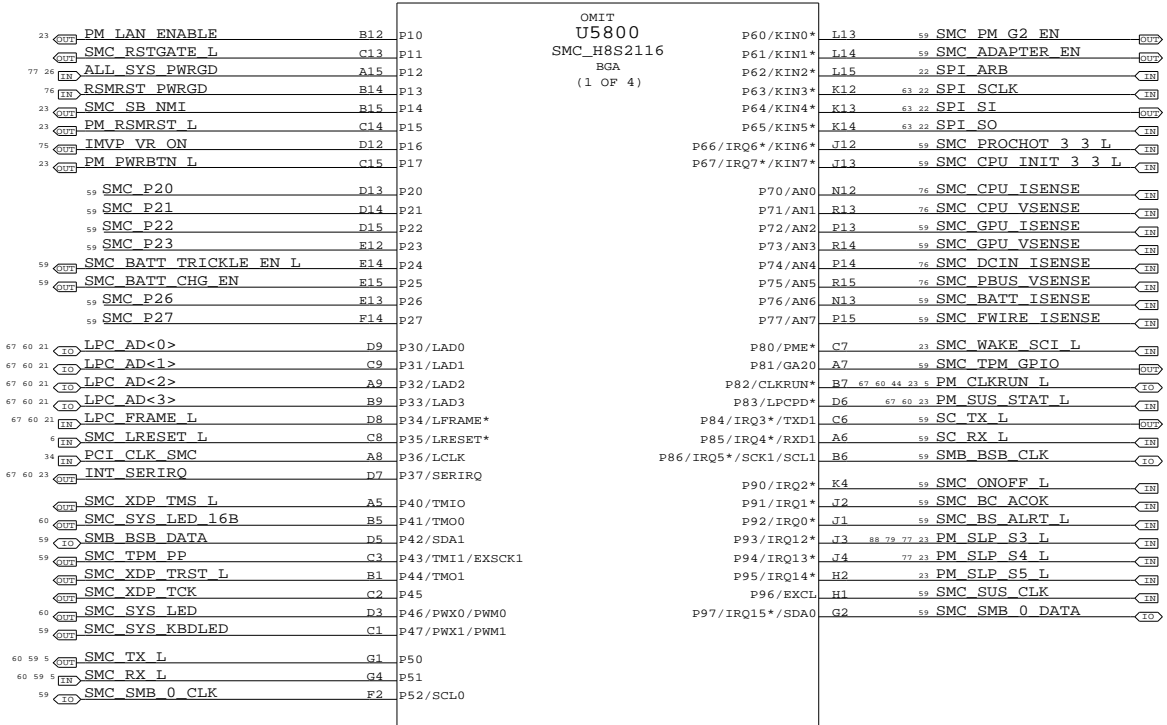 OMIT
U5800
SMC_H8S2116
BGA
(1 OF 4)
23 OUT PM_LAN_ENABLE B12 P10
OUT SMC_RSTGATE_L C13 P11
77 26 IN ALL_SYS_PWRGD A15 P12
76 IN RSMRST_PWRGD B14 P13
23 OUT SMC_SB_NMI B15 P14
23 OUT PM_RSMRST_L C14 P15
75 OUT IMVP_VR_ON D12 P16
23 OUT PM_PWRBTN_L C15 P17
59 SMC_P20 D13 P20
59 SMC_P21 D14 P21
59 SMC_P22 D15 P22
59 SMC_P23 E12 P23
59 OUT SMC_BATT_TRICKLE_EN_L E14 P24
59 OUT SMC_BATT_CHG_EN E15 P25
59 SMC_P26 E13 P26
59 SMC_P27 F14 P27
67 60 21 IO LPC_AD<0> D9 P30/LAD0
67 60 21 IO LPC_AD<1> C9 P31/LAD1
67 60 21 IO LPC_AD<2> A9 P32/LAD2
67 60 21 IO LPC_AD<3> B9 P33/LAD3
67 60 21 IN LPC_FRAME_L D8 P34/LFRAME*
6 IN SMC_LRESET_L C8 P35/LRESET*
34 IN PCI_CLK_SMC A8 P36/LCLK
67 60 23 OUT INT_SERIRQ D7 P37/SERIRQ
OUT SMC_XDP_TMS_L A5 P40/TMIO
60 OUT SMC_SYS_LED_16B B5 P41/TMO0
59 IO SMB_BSB_DATA D5 P42/SDA1
59 OUT SMC_TPM_PP C3 P43/TMI1/EXSCK1
OUT SMC_XDP_TRST_L B1 P44/TMO1
OUT SMC_XDP_TCK C2 P45
60 OUT SMC_SYS_LED D3 P46/PWX0/PWM0
59 OUT SMC_SYS_KBDLED C1 P47/PWX1/PWM1
60 59 5 OUT SMC_TX_L G1 P50
60 59 5 IN SMC_RX_L G4 P51
59 IO SMC_SMB_0_CLK F2 P52/SCL0
P60/KIN0* L13 59 SMC_PM_G2_EN OUT
P61/KIN1* L14 59 SMC_ADAPTER_EN OUT
P62/KIN2* L15 22 SPI_ARB IN
P63/KIN3* K12 63 22 SPI_SCLK IN
P64/KIN4* K13 63 22 SPI_SI OUT
P65/KIN5* K14 63 22 SPI_SO IN
P66/IRQ6*/KIN6* J12 59 SMC_PROCHOT_3_3_L IN
P67/IRQ7*/KIN7* J13 59 SMC_CPU_INIT_3_3_L IN
P70/AN0 N12 76 SMC_CPU_ISENSE IN
P71/AN1 R13 76 SMC_CPU_VSENSE IN
P72/AN2 P13 59 SMC_GPU_ISENSE IN
P73/AN3 R14 59 SMC_GPU_VSENSE IN
P74/AN4 P14 76 SMC_DCIN_ISENSE IN
P75/AN5 R15 76 SMC_PBUS_VSENSE IN
P76/AN6 N13 59 SMC_BATT_ISENSE IN
P77/AN7 P15 59 SMC_FWIRE_ISENSE IN
P80/PME* C7 23 SMC_WAKE_SCI_L IN
P81/GA20 A7 59 SMC_TPM_GPIO OUT
P82/CLKRUN* B7 67 60 44 23 5 PM_CLKRUN_L IO
P83/LPCPD* D6 67 60 23 PM_SUS_STAT_L IN
P84/IRQ3*/TXD1 C6 59 SC_TX_L OUT
P85/IRQ4*/RXD1 A6 59 SC_RX_L IN
P86/IRQ5*/SCK1/SCL1 B6 59 SMB_BSB_CLK IO
P90/IRQ2* K4 59 SMC_ONOFF_L IN
P91/IRQ1* J2 59 SMC_BC_ACOK IN
P92/IRQ0* J1 59 SMC_BS_ALRT_L IN
P93/IRQ12* J3 88 79 77 23 PM_SLP_S3_L IN
P94/IRQ13* J4 77 23 PM_SLP_S4_L IN
P95/IRQ14* H2 23 PM_SLP_S5_L IN
P96/EXCL H1 59 SMC_SUS_CLK IN
P97/IRQ15*/SDA0 G2 59 SMC_SMB_0_DATA IO